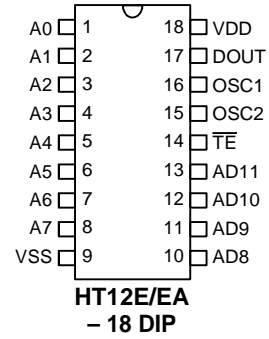 A0 1 18 VDD
A1 2 17 DOUT
A2 3 16 OSC1
A3 4 15 OSC2
A4 5 14 T̅E̅
A5 6 13 AD11
A6 7 12 AD10
A7 8 11 AD9
VSS 9 10 AD8
HT12E/EA
– 18 DIP